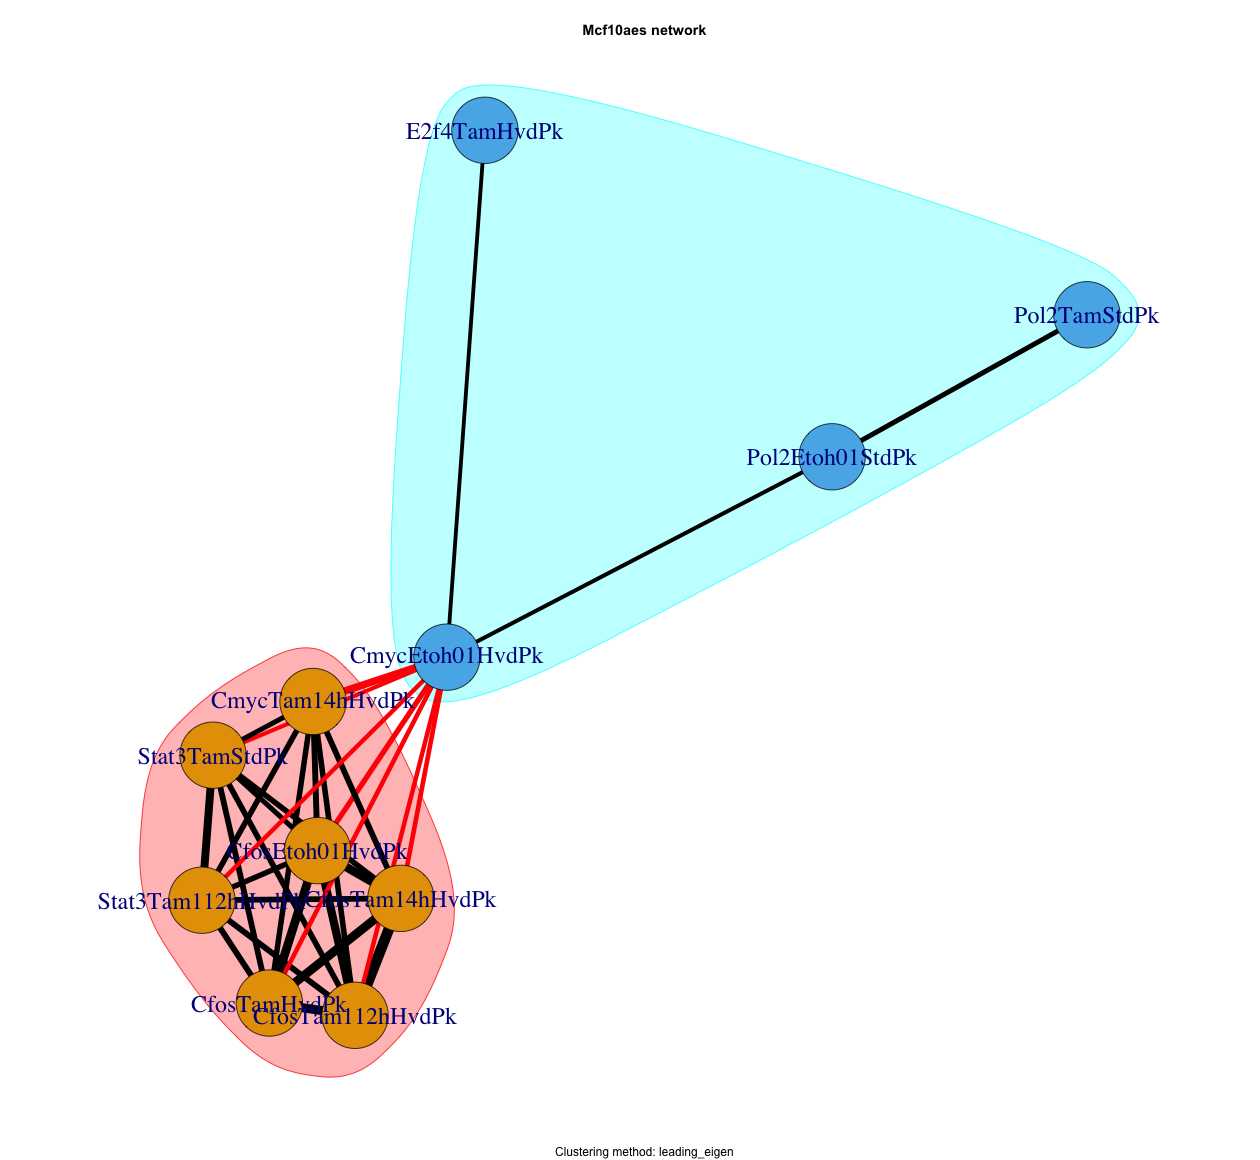 Mcf10aes network
E2f4TamHvdPk
Pol2TamStdPk
Pol2Etoh01StdPk
CmycEtoh01HvdPk
CmycTam14hHvdPk
Stat3TamStdPk
CfosEtoh01HvdPk
Stat3Tam112hHvdPk
CfosTam14hHvdPk
CfosTamHvdPk
CfosTam112hHvdPk
Clustering method: leading_eigen